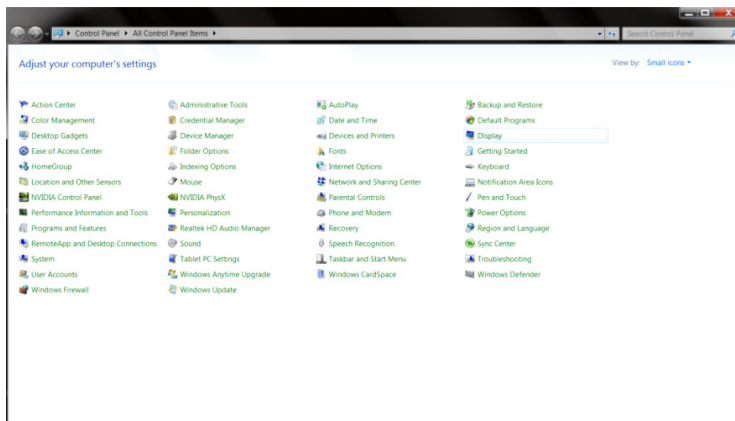 Control Panel All Control Panel Items Search Control Panel
Adjust your computer's settings View by: Small icons
Action Center Administrative Tools AutoPlay Backup and Restore
Color Management Credential Manager Date and Time Default Programs
Desktop Gadgets Device Manager Devices and Printers Display
Ease of Access Center Folder Options Fonts Getting Started
HomeGroup Indexing Options Internet Options Keyboard
Location and Other Sensors Mouse Network and Sharing Center Notification Area Icons
NVIDIA Control Panel NVIDIA PhysX Parental Controls Pen and Touch
Performance Information and Tools Personalization Phone and Modem Power Options
Programs and Features Realtek HD Audio Manager Recovery Region and Language
RemoteApp and Desktop Connections Sound Speech Recognition Sync Center
System Tablet PC Settings Taskbar and Start Menu Troubleshooting
User Accounts Windows Anytime Upgrade Windows CardSpace Windows Defender
Windows Firewall Windows Update